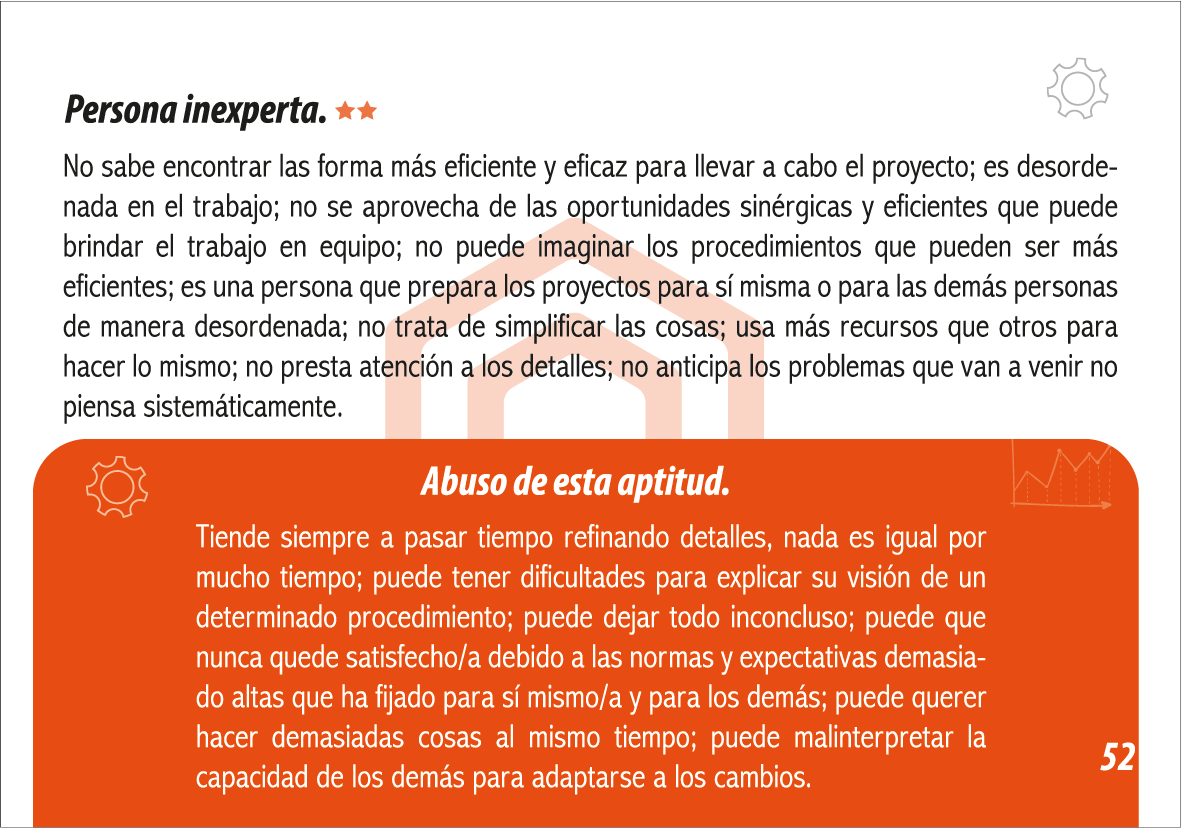 Persona inexperta.
No sabe encontrar las forma más eficiente y eficaz para llevar a cabo el proyecto; es desorde-
nada en el trabajo; no se aprovecha de las oportunidades sinérgicas y eficientes que puede
brindar el trabajo en equipo; no puede imaginar los procedimientos que pueden ser más
eficientes; es una persona que prepara los proyectos para sí misma o para las demás personas
de manera desordenada; no trata de simplificar las cosas; usa más recursos que otros para
hacer lo mismo; no presta atención a los detalles; no anticipa los problemas que van a venir no
piensa sistemáticamente.
Abuso de esta aptitud.
Tiende siempre a pasar tiempo refinando detalles, nada es igual por
mucho tiempo; puede tener dificultades para explicar su visión de un
determinado procedimiento; puede dejar todo inconcluso; puede que
nunca quede satisfecho/a debido a las normas y expectativas demasia-
do altas que ha fijado para sí mismo/a y para los demás; puede querer
hacer demasiadas cosas al mismo tiempo; puede malinterpretar la
capacidad de los demás para adaptarse a los cambios.
52